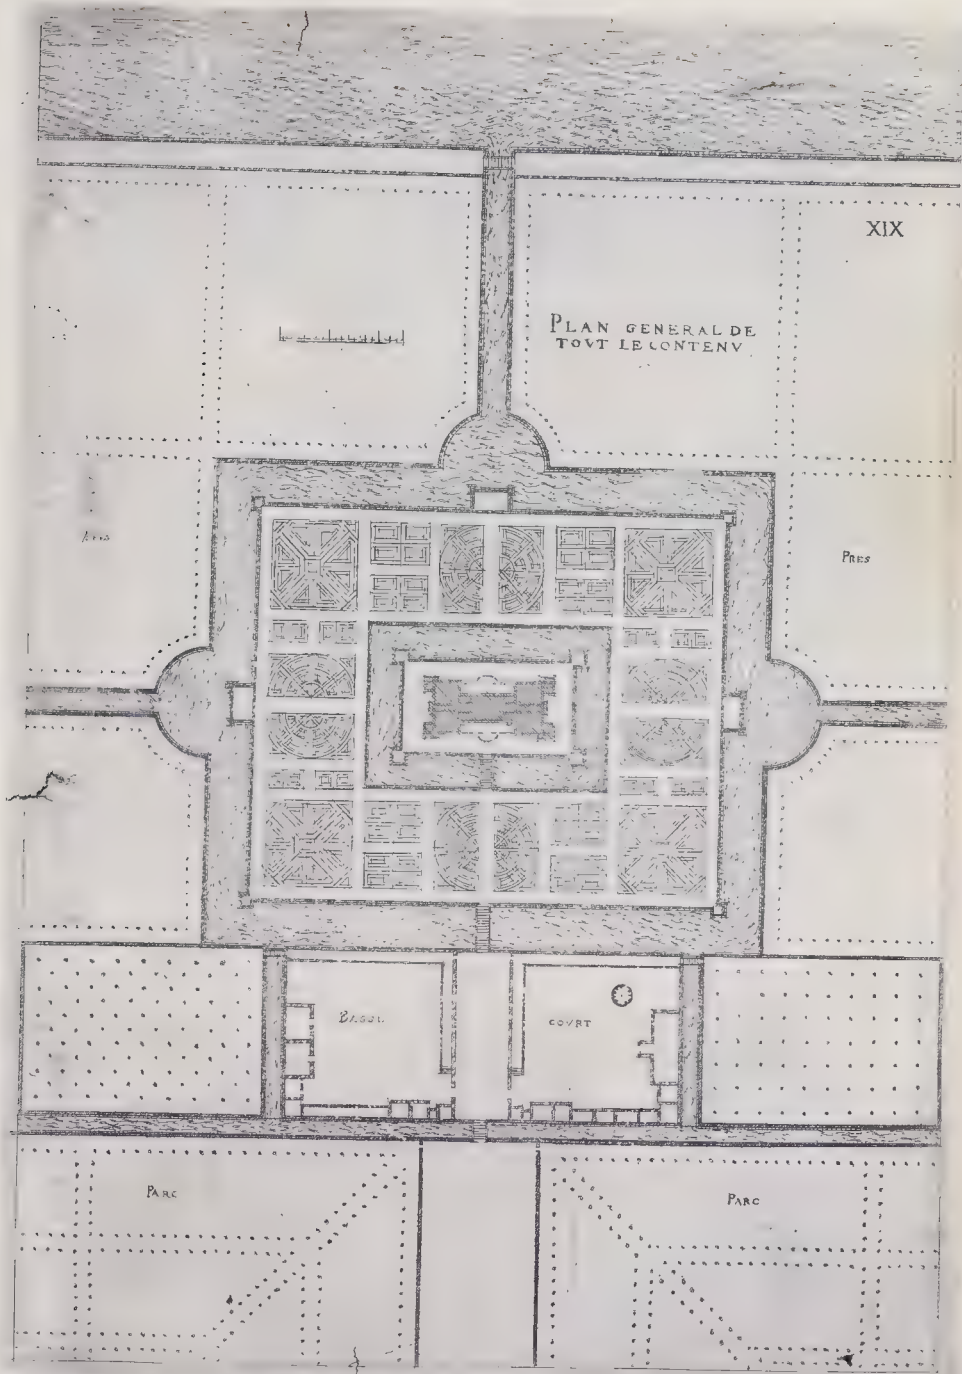 XIX
PLAN GENERAL DE
TOVT LE CONTENV
PRES
COVRT
PARC
PARC